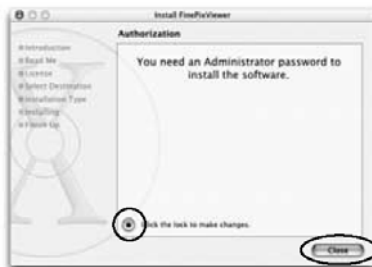 Install FinePixViewer
Authorization
Introduction
Read Me
License
Select Destination
Installation Type
Installing
Finish Up
You need an Administrator password to
install the software.
Click the lock to make changes.
Close